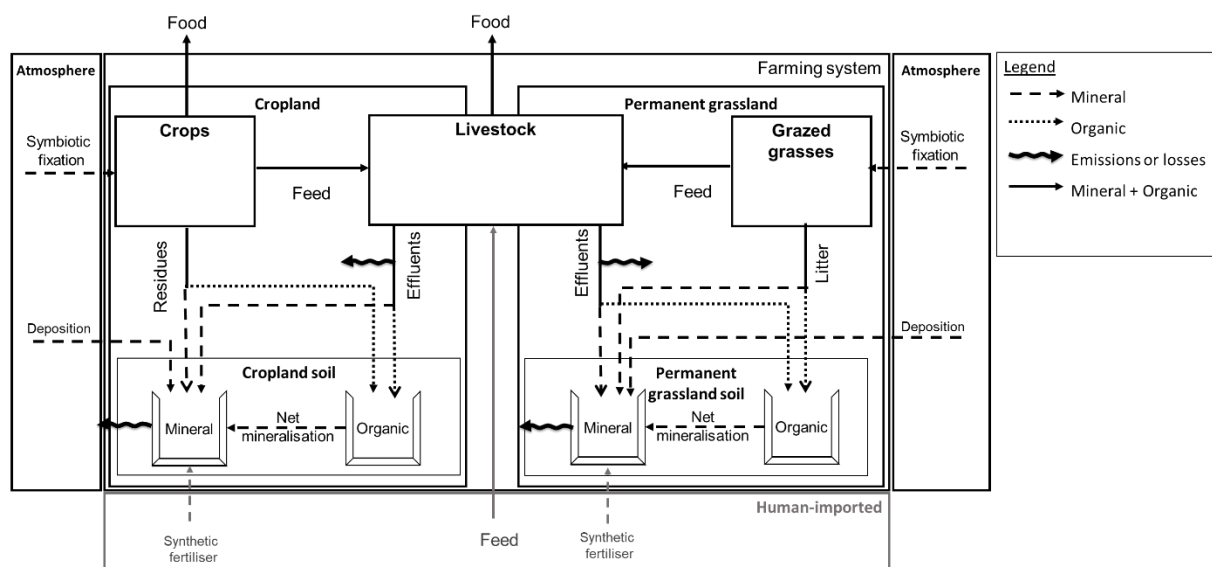 Food
Food
Atmosphere
Farming system
Atmosphere
Legend
Mineral
Organic
Emissions or losses
Mineral + Organic
Cropland
Permanent grassland
Crops
Livestock
Grazed
grasses
Symbiotic
fixation
Symbiotic
fixation
Feed
Feed
Residues
Effluents
Effluents
Litter
Deposition
Deposition
Cropland soil
Permanent
grassland soil
Mineral
Net
mineralisation
Organic
Mineral
Net
mineralisation
Organic
Human-imported
Synthetic
fertiliser
Feed
Synthetic
fertiliser